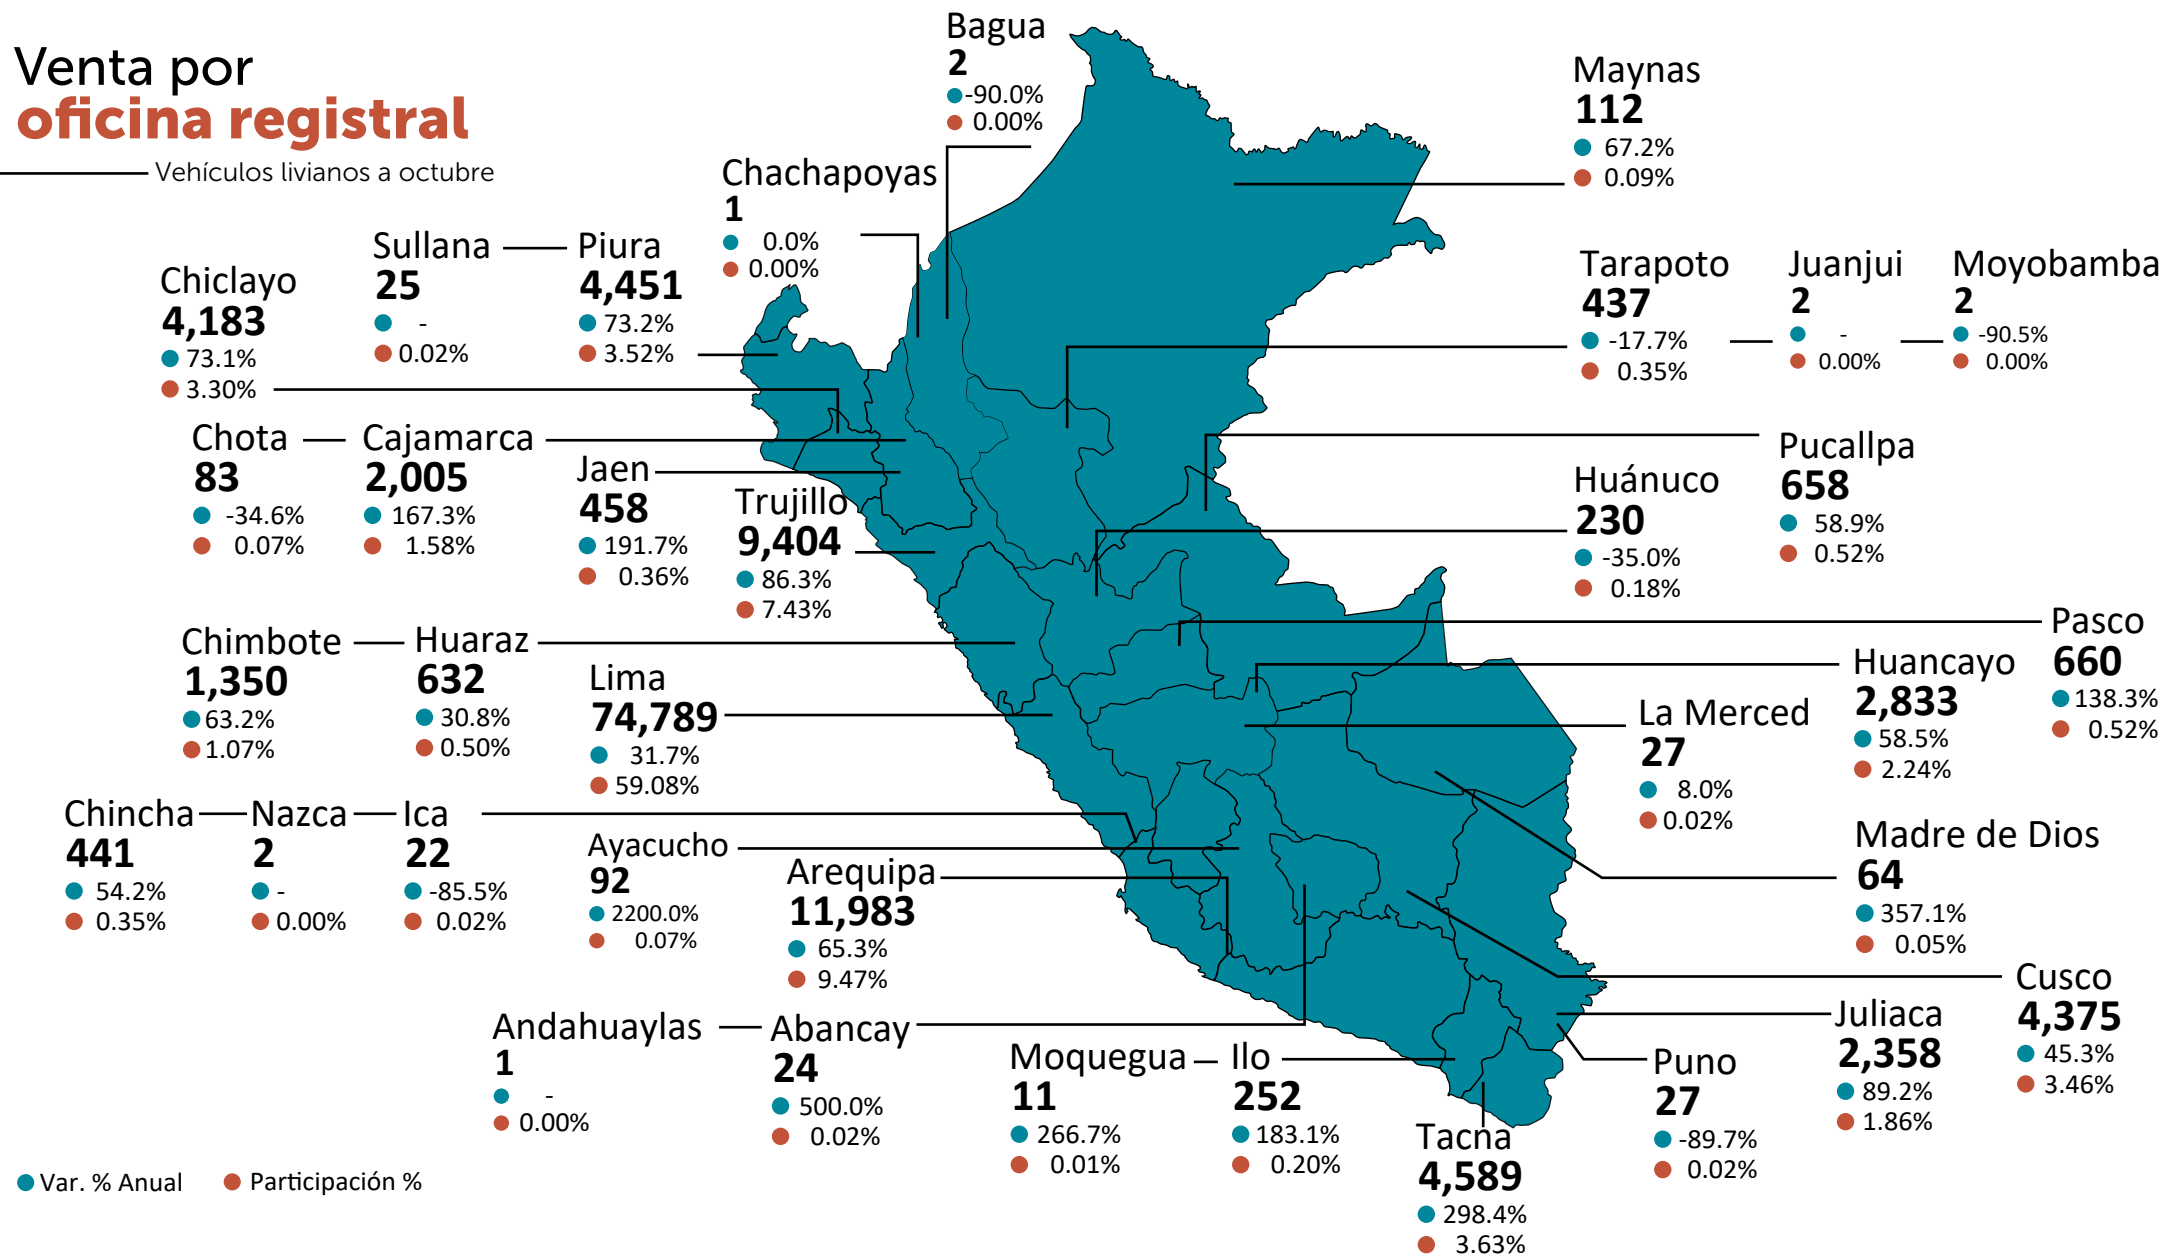 Venta por
oficina registral
Vehículos livianos a octubre
Bagua
2
-90.0%
0.00%
Maynas
112
67.2%
0.09%
Chachapoyas
1
0.0%
0.00%
Sullana
25
-
0.02%
Piura
4,451
73.2%
3.52%
Chiclayo
4,183
73.1%
3.30%
Tarapoto
437
-17.7%
0.35%
Juanjui
2
-
0.00%
Moyobamba
2
-90.5%
0.00%
Chota
83
-34.6%
0.07%
Cajamarca
2,005
167.3%
1.58%
Jaen
458
191.7%
0.36%
Trujillo
9,404
86.3%
7.43%
Pucallpa
658
58.9%
0.52%
Huánuco
230
-35.0%
0.18%
Chimbote
1,350
63.2%
1.07%
Huaraz
632
30.8%
0.50%
Lima
74,789
31.7%
59.08%
Pasco
660
138.3%
0.52%
Huancayo
2,833
58.5%
2.24%
La Merced
27
8.0%
0.02%
Chincha
441
54.2%
0.35%
Nazca
2
-
0.00%
Ica
22
-85.5%
0.02%
Ayacucho
92
2200.0%
0.07%
Arequipa
11,983
65.3%
9.47%
Madre de Dios
64
357.1%
0.05%
Cusco
4,375
45.3%
3.46%
Andahuaylas
1
-
0.00%
Abancay
24
500.0%
0.02%
Moquegua
11
266.7%
0.01%
Ilo
252
183.1%
0.20%
Tacna
4,589
298.4%
3.63%
Puno
27
-89.7%
0.02%
Juliaca
2,358
89.2%
1.86%
Var. % Anual
Participación %